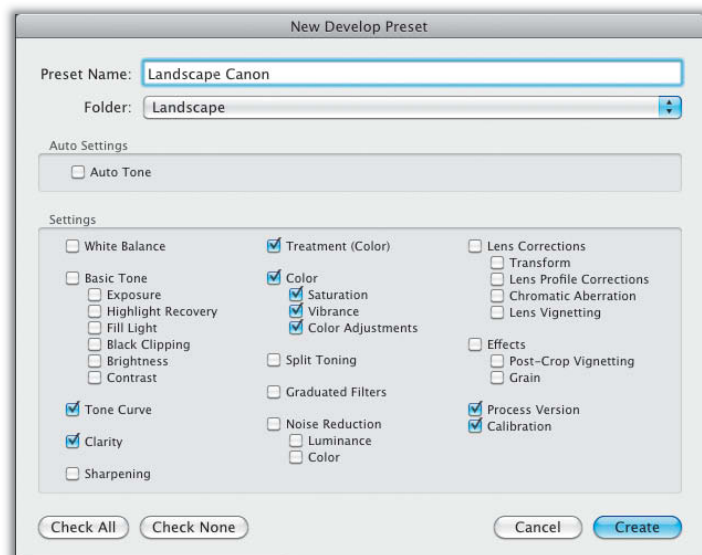 New Develop Preset
Preset Name: Landscape Canon
Folder: Landscape
Auto Settings
Auto Tone
Settings
White Balance
Basic Tone
Exposure
Highlight Recovery
Fill Light
Black Clipping
Brightness
Contrast
Tone Curve
Clarity
Sharpening
Treatment (Color)
Color
Saturation
Vibrance
Color Adjustments
Split Toning
Graduated Filters
Noise Reduction
Luminance
Color
Lens Corrections
Transform
Lens Profile Corrections
Chromatic Aberration
Lens Vignetting
Effects
Post-Crop Vignetting
Grain
Process Version
Calibration
Check All
Check None
Cancel
Create